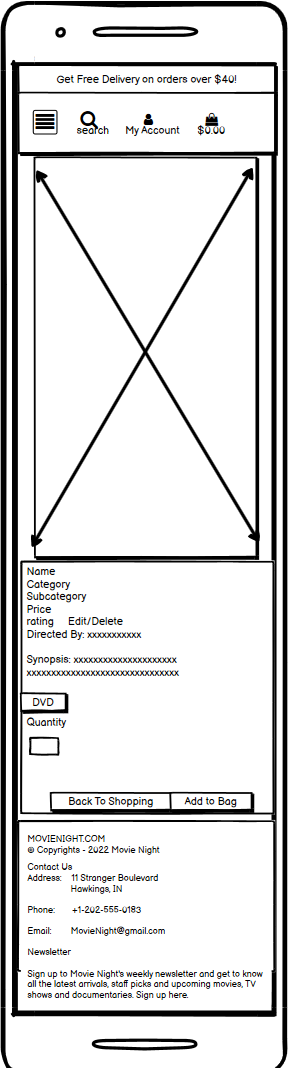 Get Free Delivery on orders over $40!
search My Account $0.00
Name
Category
Subcategory
Price
rating Edit/Delete
Directed By: xxxxxxxxxxx
Synopsis: xxxxxxxxxxxxxxxxxxxxx
xxxxxxxxxxxxxxxxxxxxxxxxxxxxxxx
DVD
Quantity
Back To Shopping Add to Bag
MOVIENIGHT.COM
© Copyrights - 2022 Movie Night
Contact Us
Address: 11 Stranger Boulevard
Hawkings, IN
Phone: +1-202-555-0183
Email: MovieNight@gmail.com
Newsletter
Sign up to Movie Night's weekly newsletter and get to know
all the latest arrivals, staff picks and upcoming movies, TV
shows and documentaries. Sign up here.